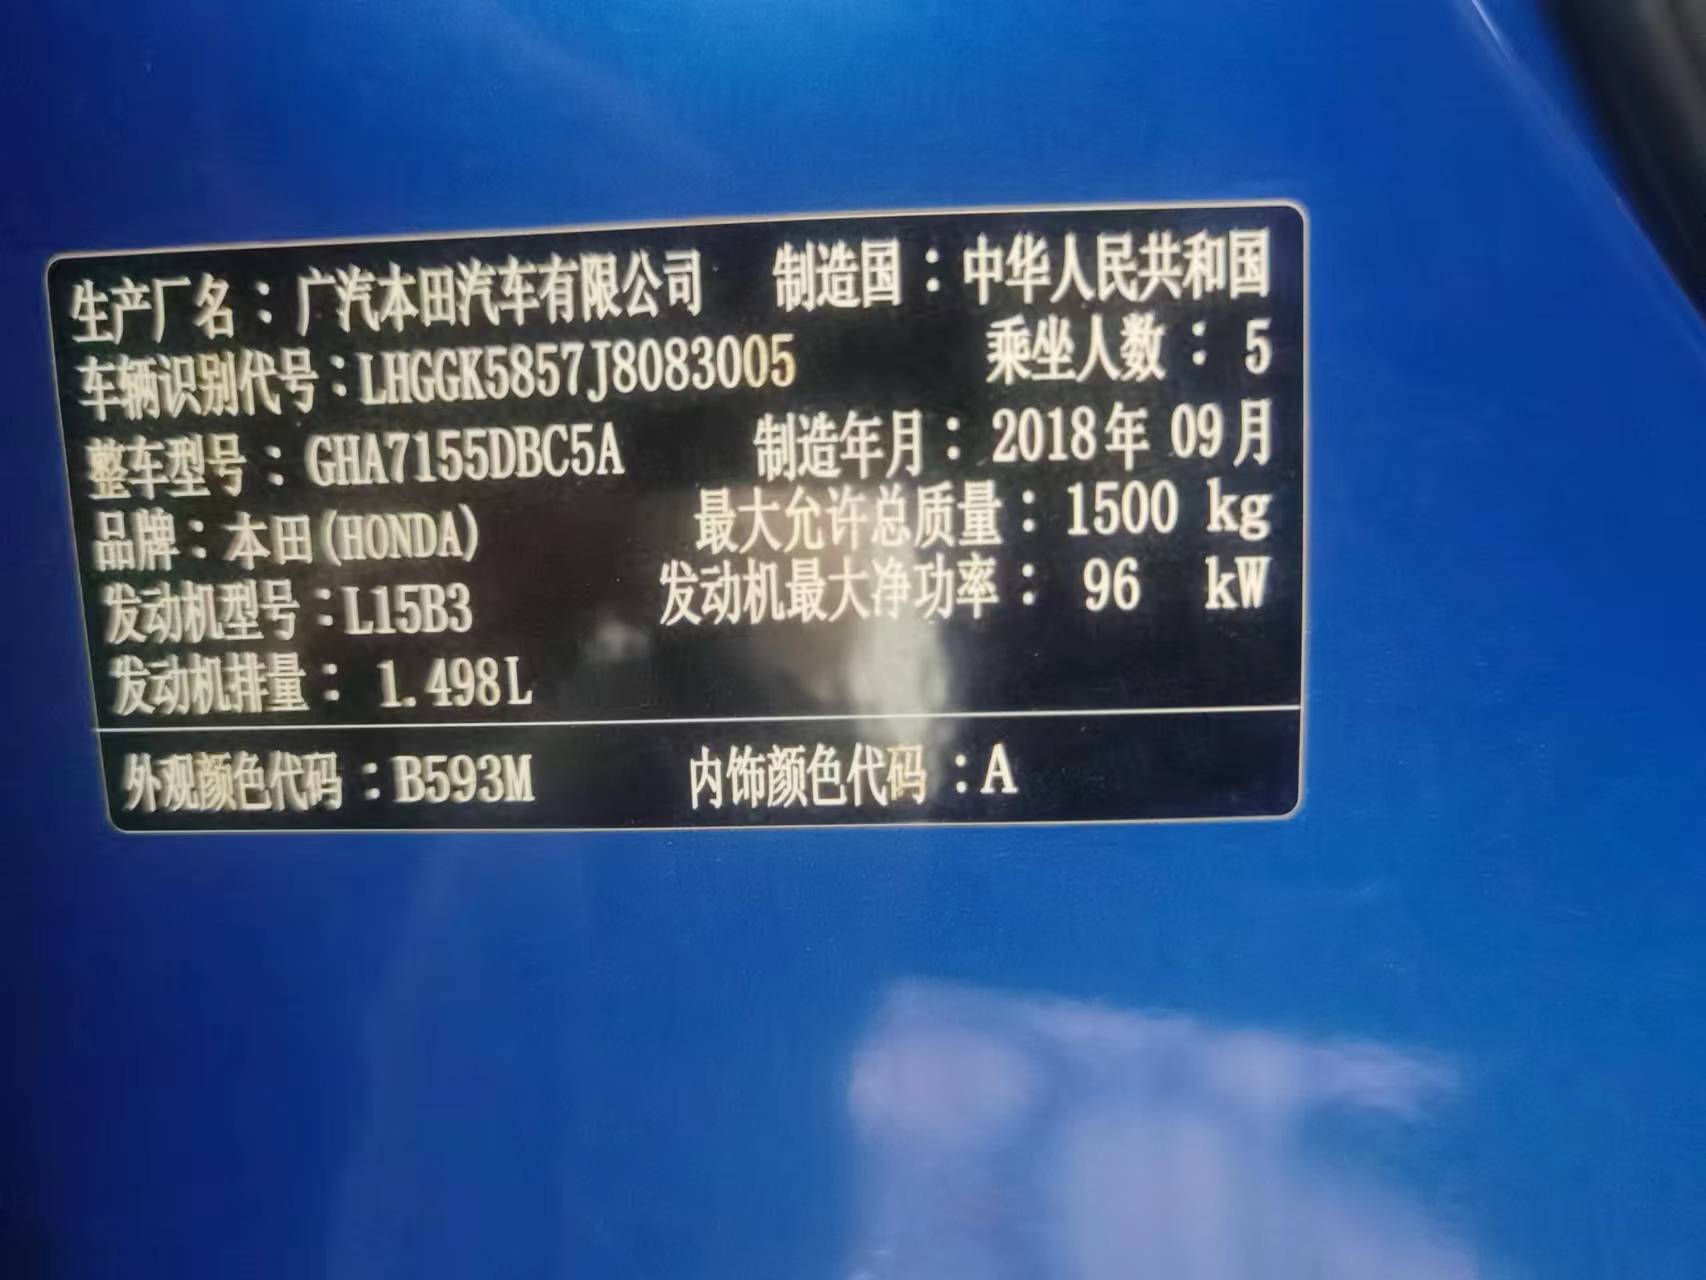 生产厂名：广汽本田汽车有限公司 制造国：中华人民共和国
车辆识别代号：LHGGK5857J8083005 乘坐人数：5
整车型号：GHA7155DBC5A 制造年月：2018年 09月
品牌：本田(HONDA) 最大允许总质量：1500 kg
发动机型号：L15B3 发动机最大净功率：96 kW
发动机排量：1.498L
外观颜色代码：B593M 内饰颜色代码：A